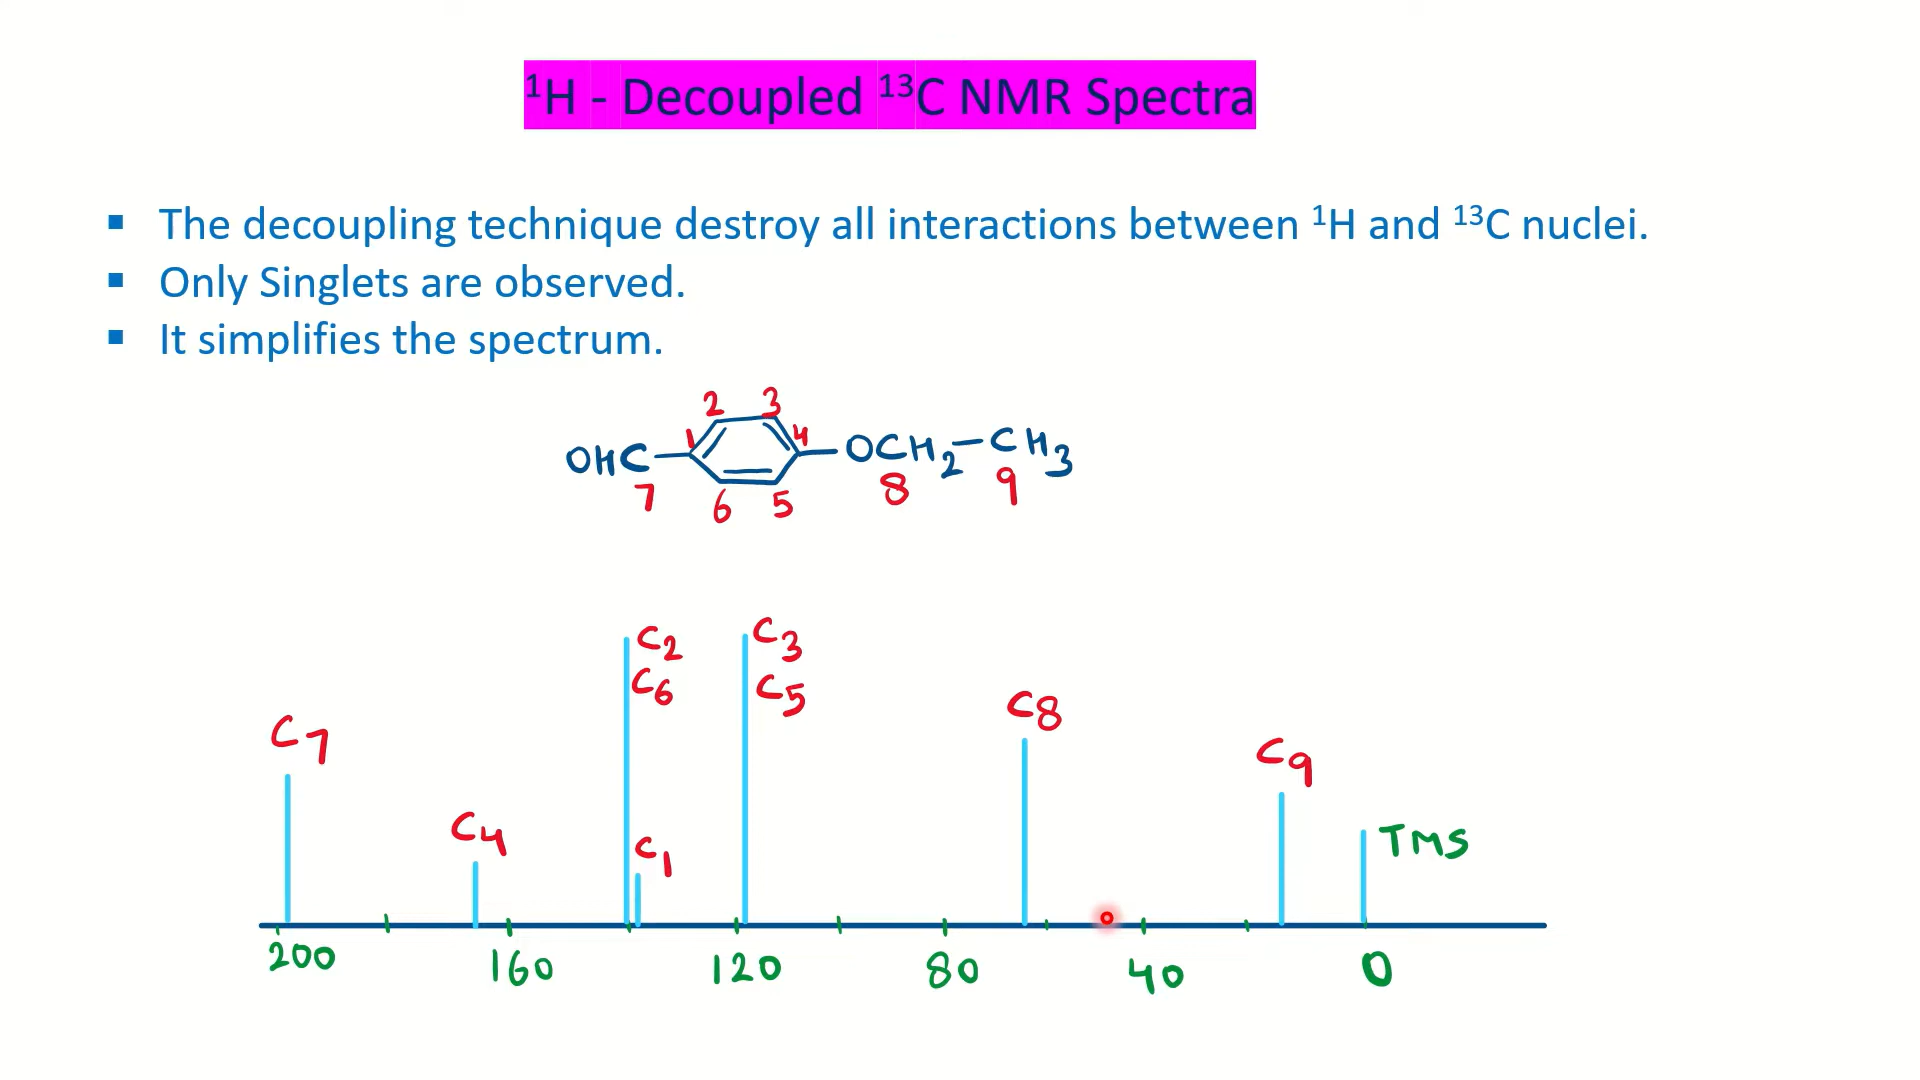 ¹H - Decoupled ¹³C NMR Spectra
▪ The decoupling technique destroy all interactions between ¹H and ¹³C nuclei.
▪ Only Singlets are observed.
▪ It simplifies the spectrum.
2 3
1 4
OHC OCH₂-CH₃
7 6 5 8 9
C₂ C₃
C₆ C₅
C₇ C₈ C₉
C₄ C₁ TMS
200 160 120 80 40 0